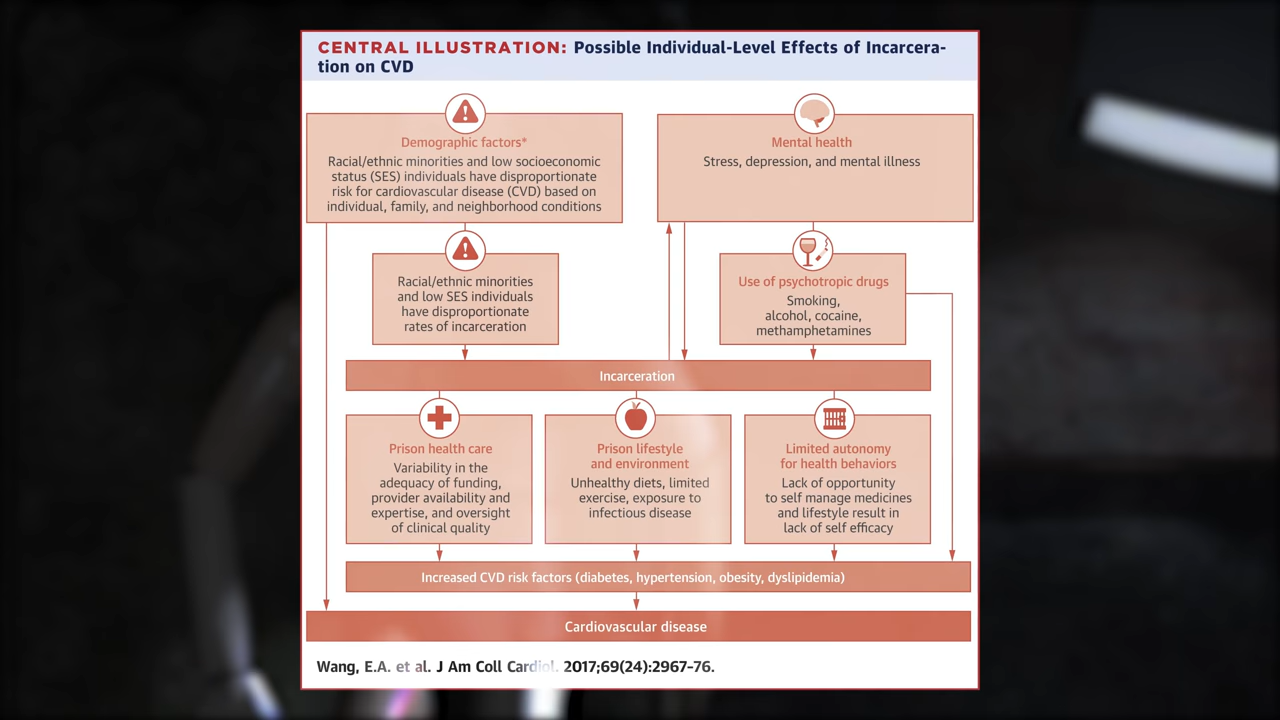 CENTRAL ILLUSTRATION: Possible Individual-Level Effects of Incarcera-
tion on CVD
Demographic factors*
Racial/ethnic minorities and low socioeconomic
status (SES) individuals have disproportionate
risk for cardiovascular disease (CVD) based on
individual, family, and neighborhood conditions
Mental health
Stress, depression, and mental illness
Racial/ethnic minorities
and low SES individuals
have disproportionate
rates of incarceration
Use of psychotropic drugs
Smoking,
alcohol, cocaine,
methamphetamines
Incarceration
Prison health care
Variability in the
adequacy of funding,
provider availability and
expertise, and oversight
of clinical quality
Prison lifestyle
and environment
Unhealthy diets, limited
exercise, exposure to
infectious disease
Limited autonomy
for health behaviors
Lack of opportunity
to self manage medicines
and lifestyle result in
lack of self efficacy
Increased CVD risk factors (diabetes, hypertension, obesity, dyslipidemia)
Cardiovascular disease
Wang, E.A. et al. J Am Coll Cardiol. 2017;69(24):2967–76.